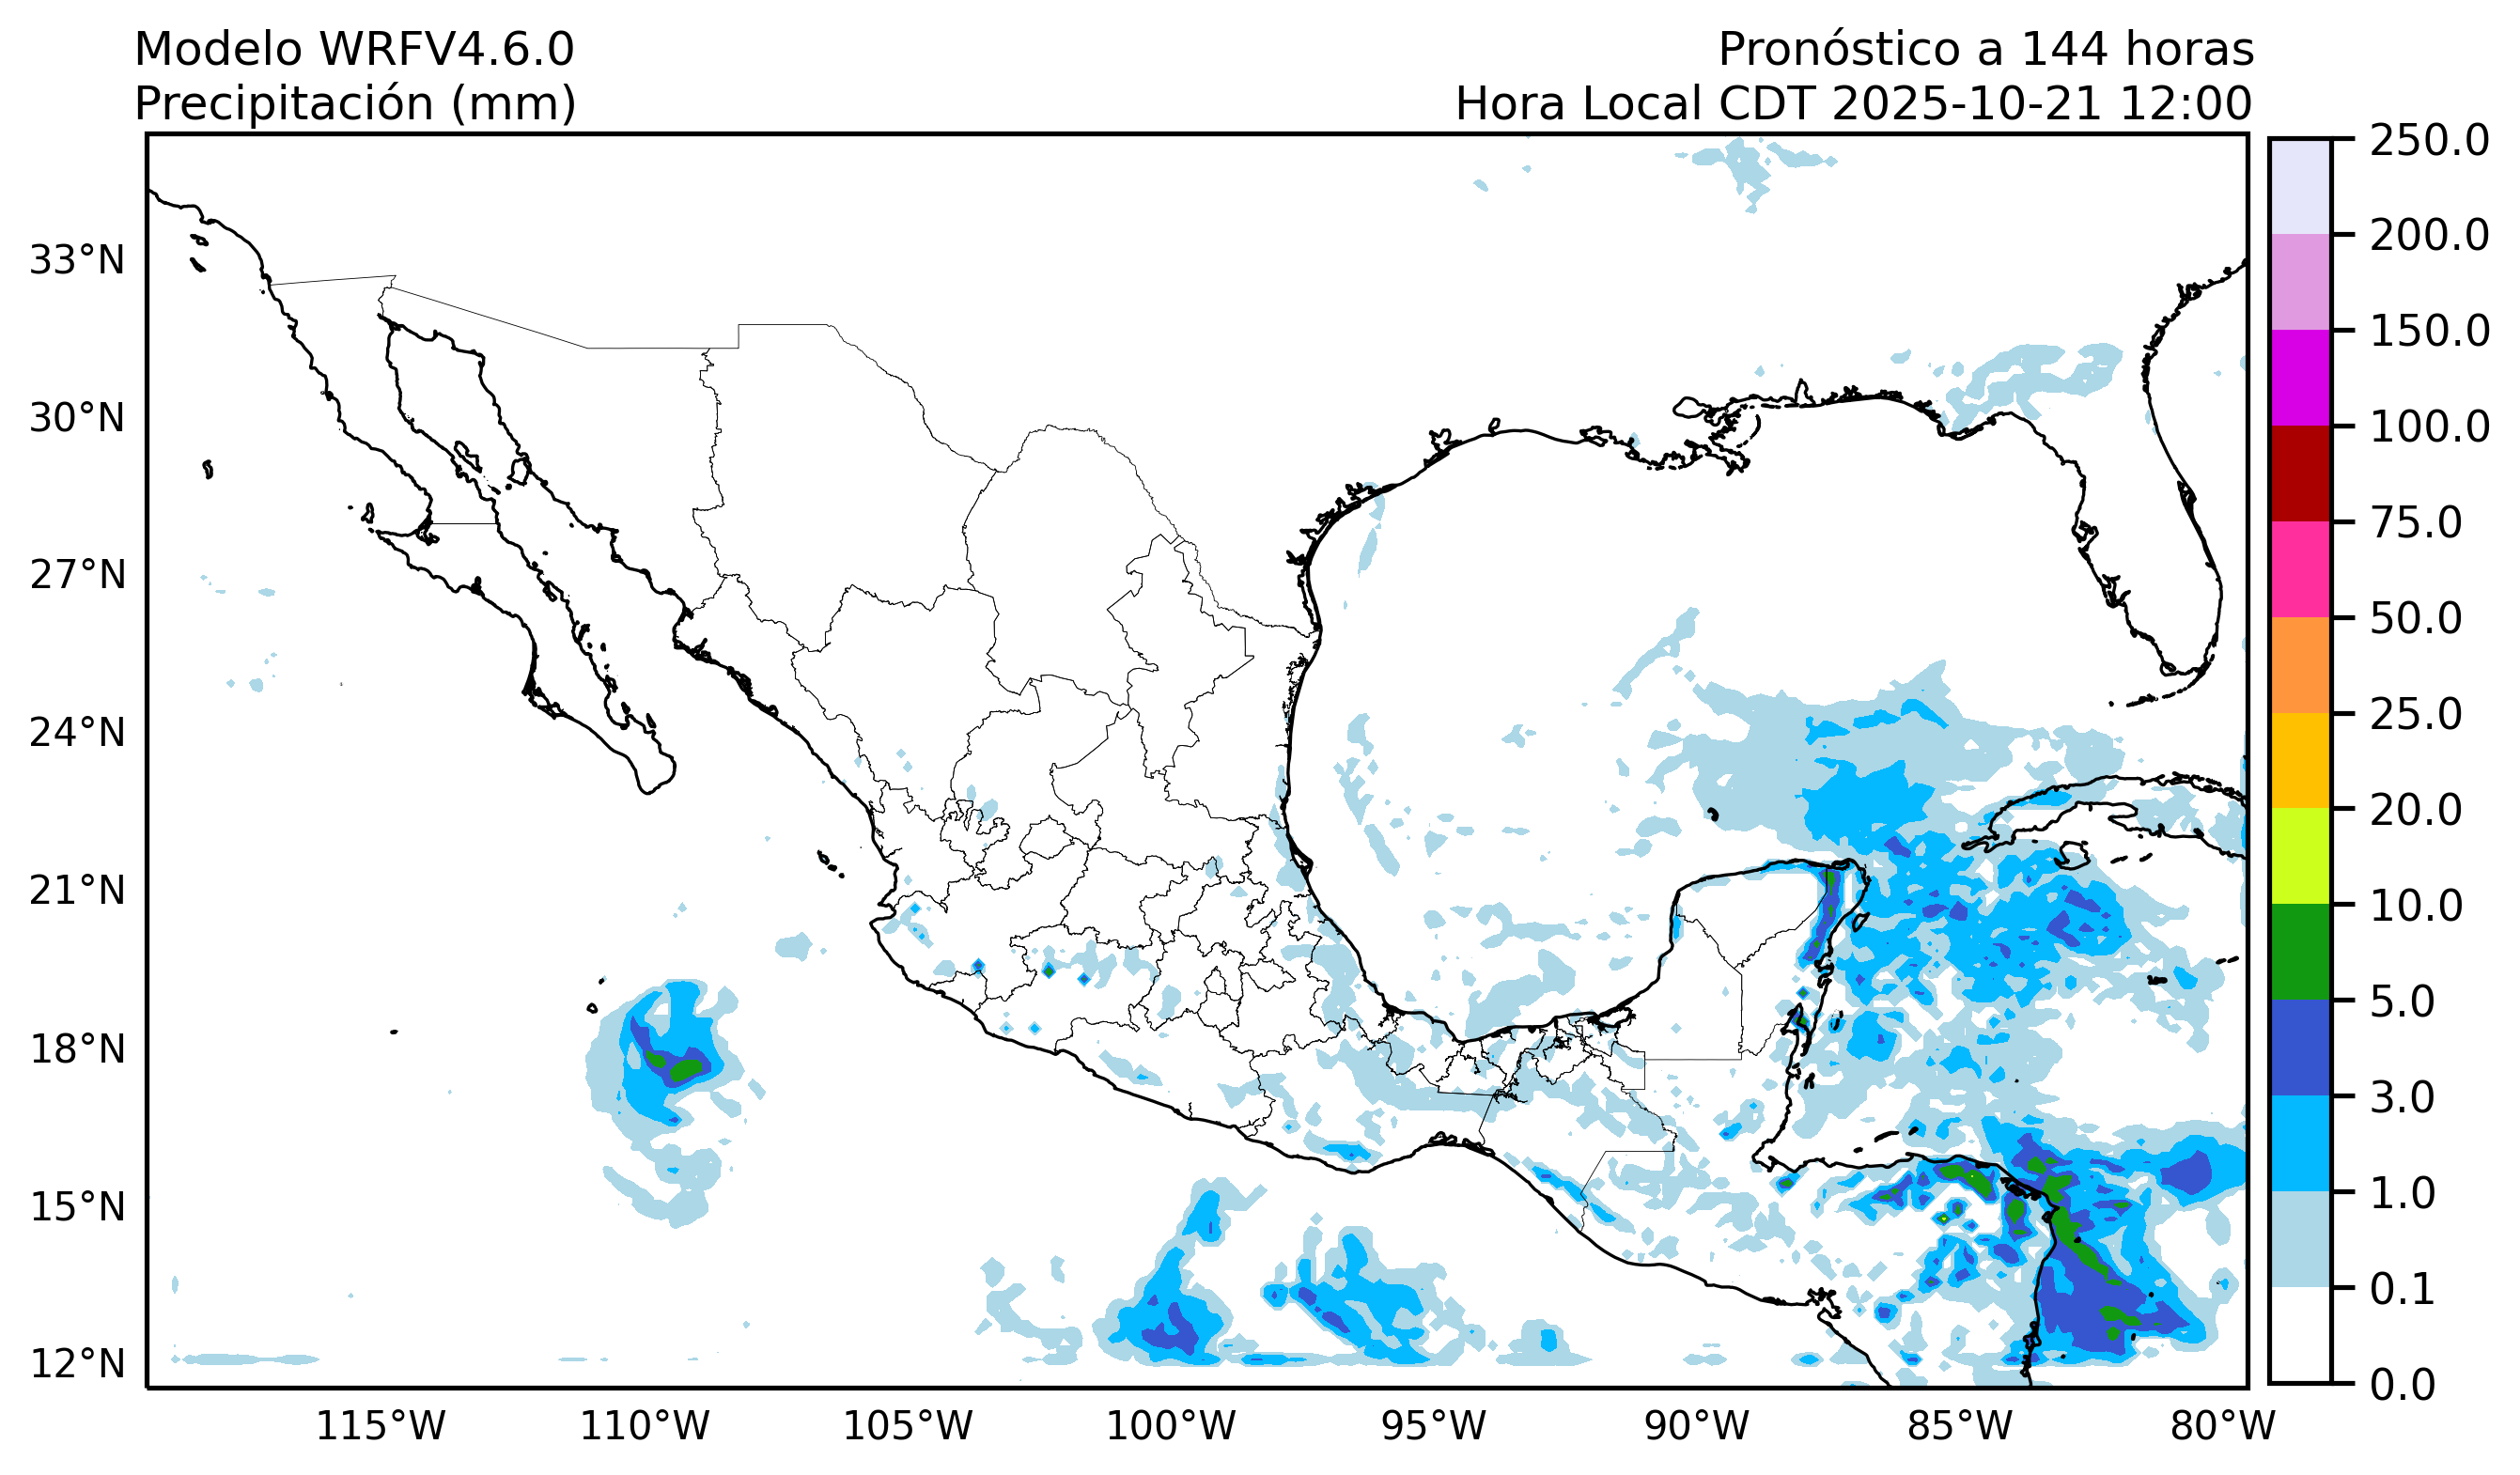 Modelo WRFV4.6.0
Precipitación (mm)
Pronóstico a 144 horas
Hora Local CDT 2025-10-21 12:00
33°N
30°N
27°N
24°N
21°N
18°N
15°N
12°N
115°W
110°W
105°W
100°W
95°W
90°W
85°W
80°W
250.0
200.0
150.0
100.0
75.0
50.0
25.0
20.0
10.0
5.0
3.0
1.0
0.1
0.0